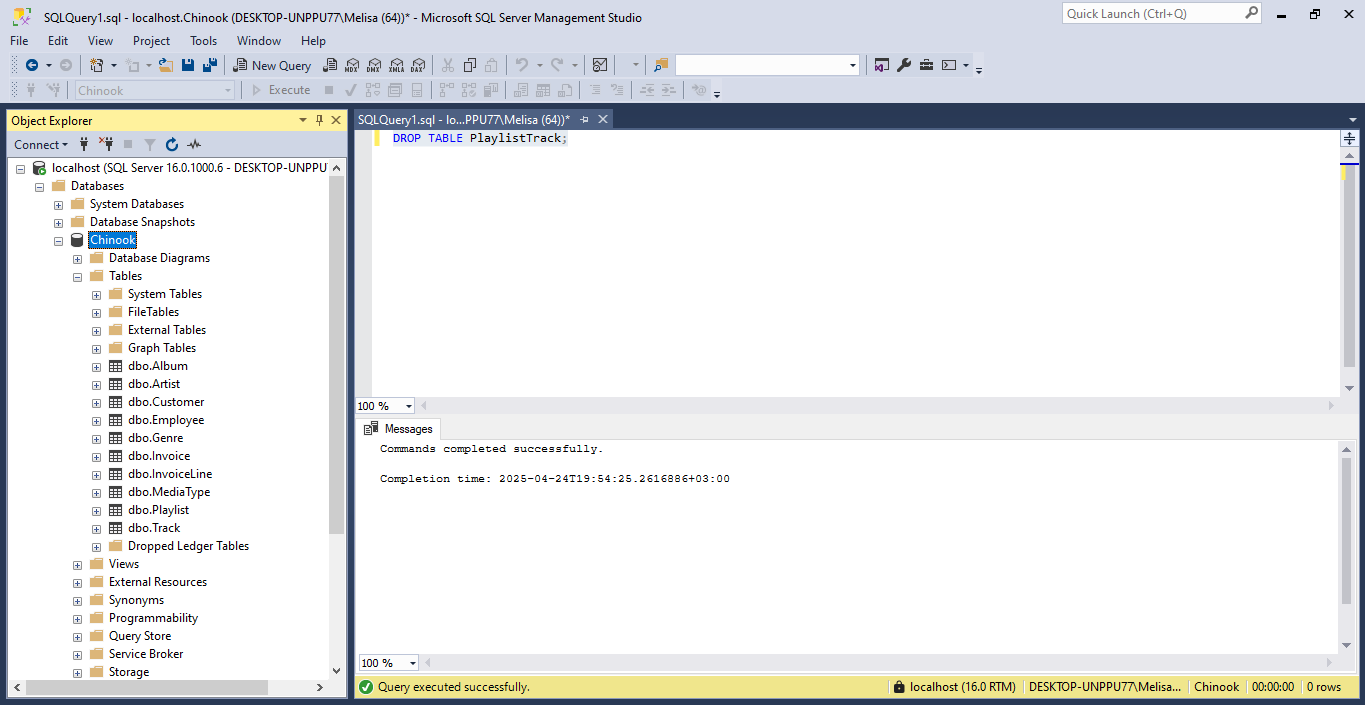 SQLQuery1.sql - localhost.Chinook (DESKTOP-UNPPU77\Melisa (64))* - Microsoft SQL Server Management Studio
Quick Launch (Ctrl+Q)
File Edit View Project Tools Window Help
New Query MDX DMX XMLA DAX
Chinook Execute
Object Explorer
Connect
localhost (SQL Server 16.0.1000.6 - DESKTOP-UNPPU
Databases
System Databases
Database Snapshots
Chinook
Database Diagrams
Tables
System Tables
FileTables
External Tables
Graph Tables
dbo.Album
dbo.Artist
dbo.Customer
dbo.Employee
dbo.Genre
dbo.Invoice
dbo.InvoiceLine
dbo.MediaType
dbo.Playlist
dbo.Track
Dropped Ledger Tables
Views
External Resources
Synonyms
Programmability
Query Store
Service Broker
Storage
SQLQuery1.sql - lo...PPU77\Melisa (64))*
DROP TABLE PlaylistTrack;
100 %
Messages
Commands completed successfully.
Completion time: 2025-04-24T19:54:25.2616886+03:00
100 %
Query executed successfully. localhost (16.0 RTM) DESKTOP-UNPPU77\Melisa... Chinook 00:00:00 0 rows